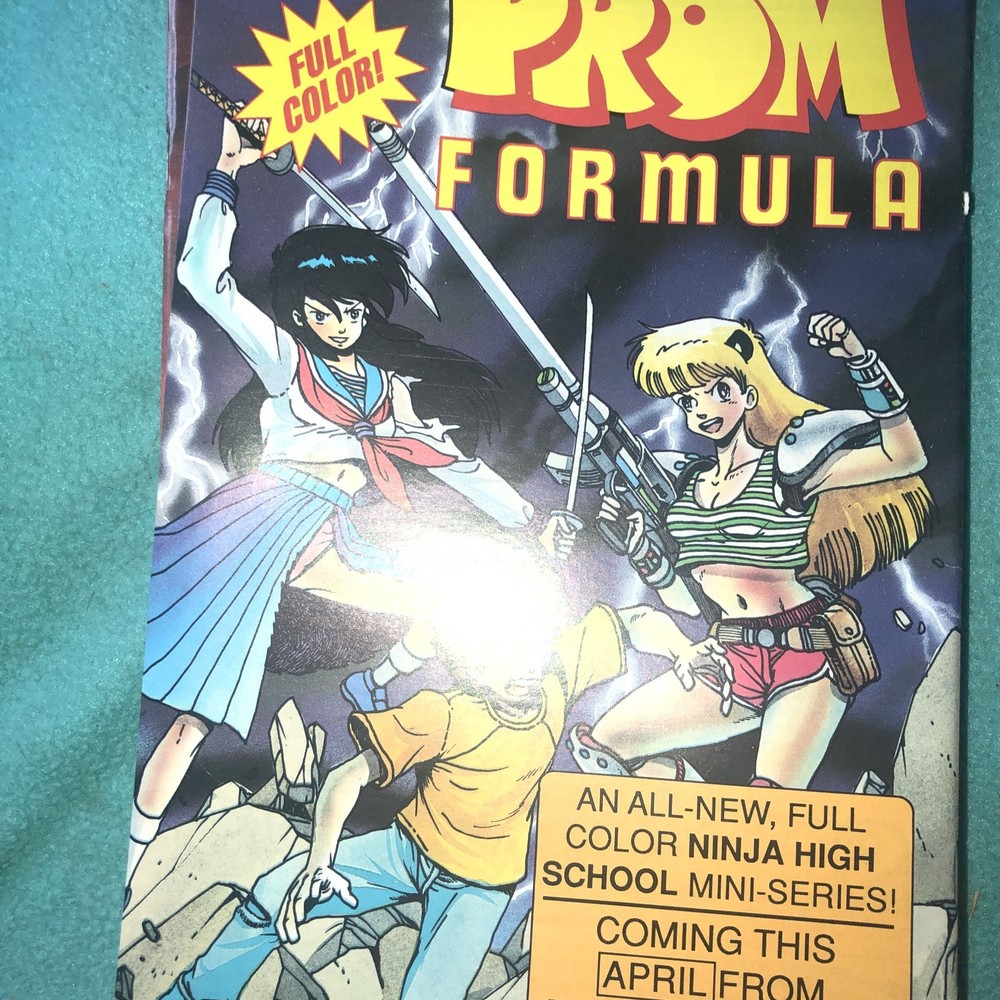 FULL
COLOR!
PROM
FORMULA
AN ALL-NEW, FULL
COLOR NINJA HIGH
SCHOOL MINI-SERIES!
COMING THIS
APRIL FROM